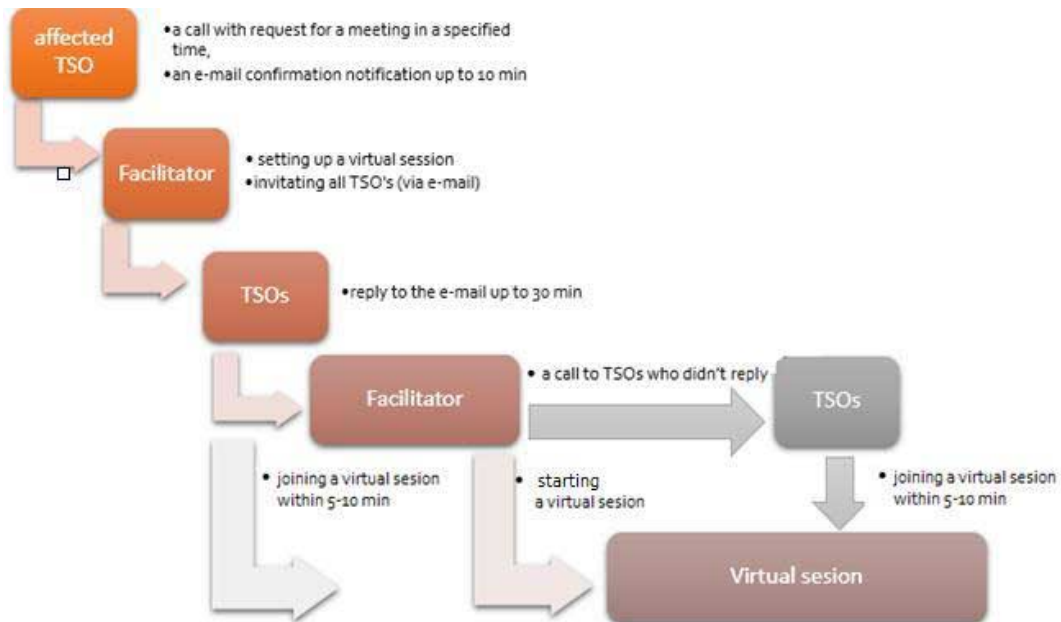 affected
TSO
•a call with request for a meeting in a specified
time,
•an e-mail confirmation notification up to 10 min
Facilitator
• setting up a virtual session
•invitating all TSO's (via e-mail)
TSOs
•reply to the e-mail up to 30 min
Facilitator
• a call to TSOs who didn't reply
TSOs
• joining a virtual sesion
within 5-10 min
• starting
a virtual sesion
• joining a virtual sesion
within 5-10 min
Virtual sesion